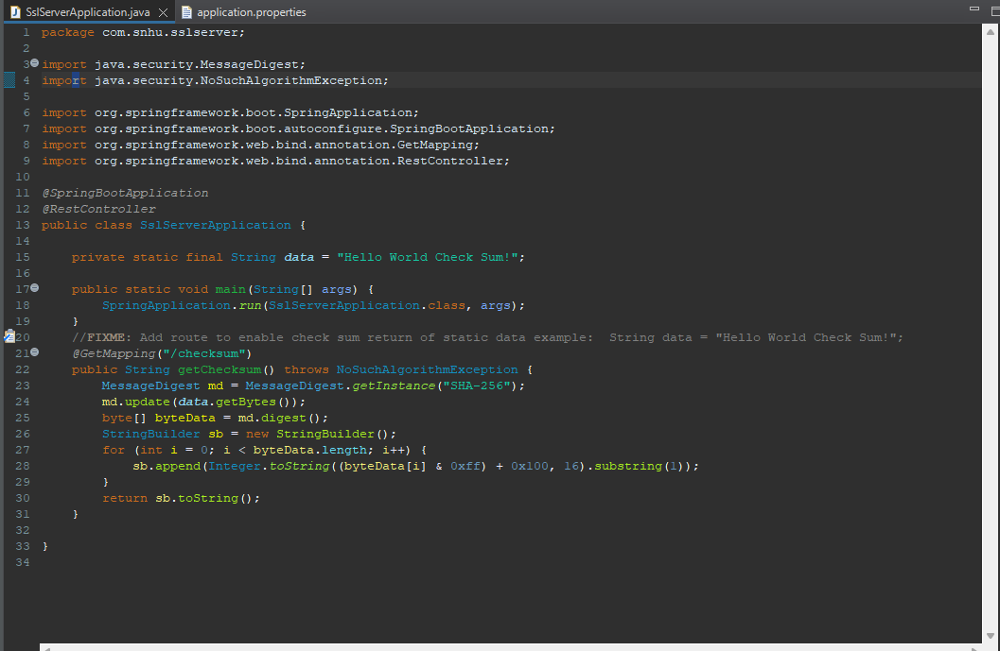 SslServerApplication.java application.properties
1 package com.snhu.sslserver;
2
3 import java.security.MessageDigest;
4 import java.security.NoSuchAlgorithmException;
5
6 import org.springframework.boot.SpringApplication;
7 import org.springframework.boot.autoconfigure.SpringBootApplication;
8 import org.springframework.web.bind.annotation.GetMapping;
9 import org.springframework.web.bind.annotation.RestController;
10
11 @SpringBootApplication
12 @RestController
13 public class SslServerApplication {
14
15     private static final String data = "Hello World Check Sum!";
16
17     public static void main(String[] args) {
18         SpringApplication.run(SslServerApplication.class, args);
19     }
20     //FIXME: Add route to enable check sum return of static data example:  String data = "Hello World Check Sum!";
21     @GetMapping("/checksum")
22     public String getChecksum() throws NoSuchAlgorithmException {
23         MessageDigest md = MessageDigest.getInstance("SHA-256");
24         md.update(data.getBytes());
25         byte[] byteData = md.digest();
26         StringBuilder sb = new StringBuilder();
27         for (int i = 0; i < byteData.length; i++) {
28             sb.append(Integer.toString((byteData[i] & 0xff) + 0x100, 16).substring(1));
29         }
30         return sb.toString();
31     }
32
33 }
34